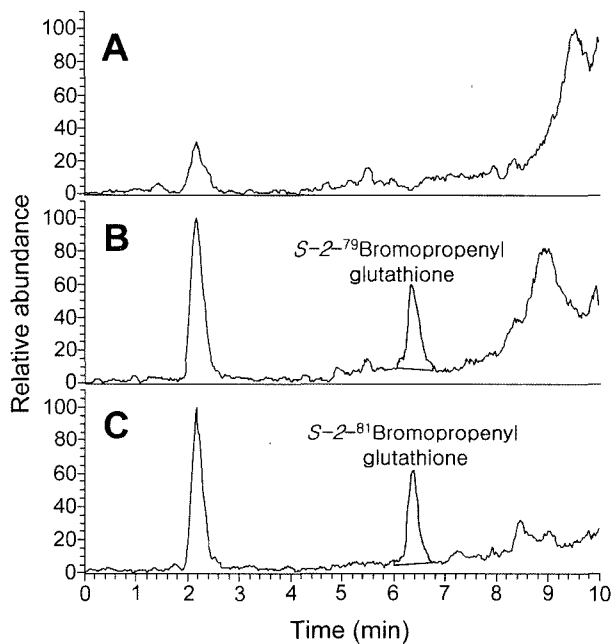 A
100
80
60
40
20
0
B
100
80
60
40
20
0
S-2-⁷⁹Bromopropenyl
glutathione
C
100
80
60
40
20
0
S-2-⁸¹Bromopropenyl
glutathione
Relative abundance
0 1 2 3 4 5 6 7 8 9 10
Time (min)